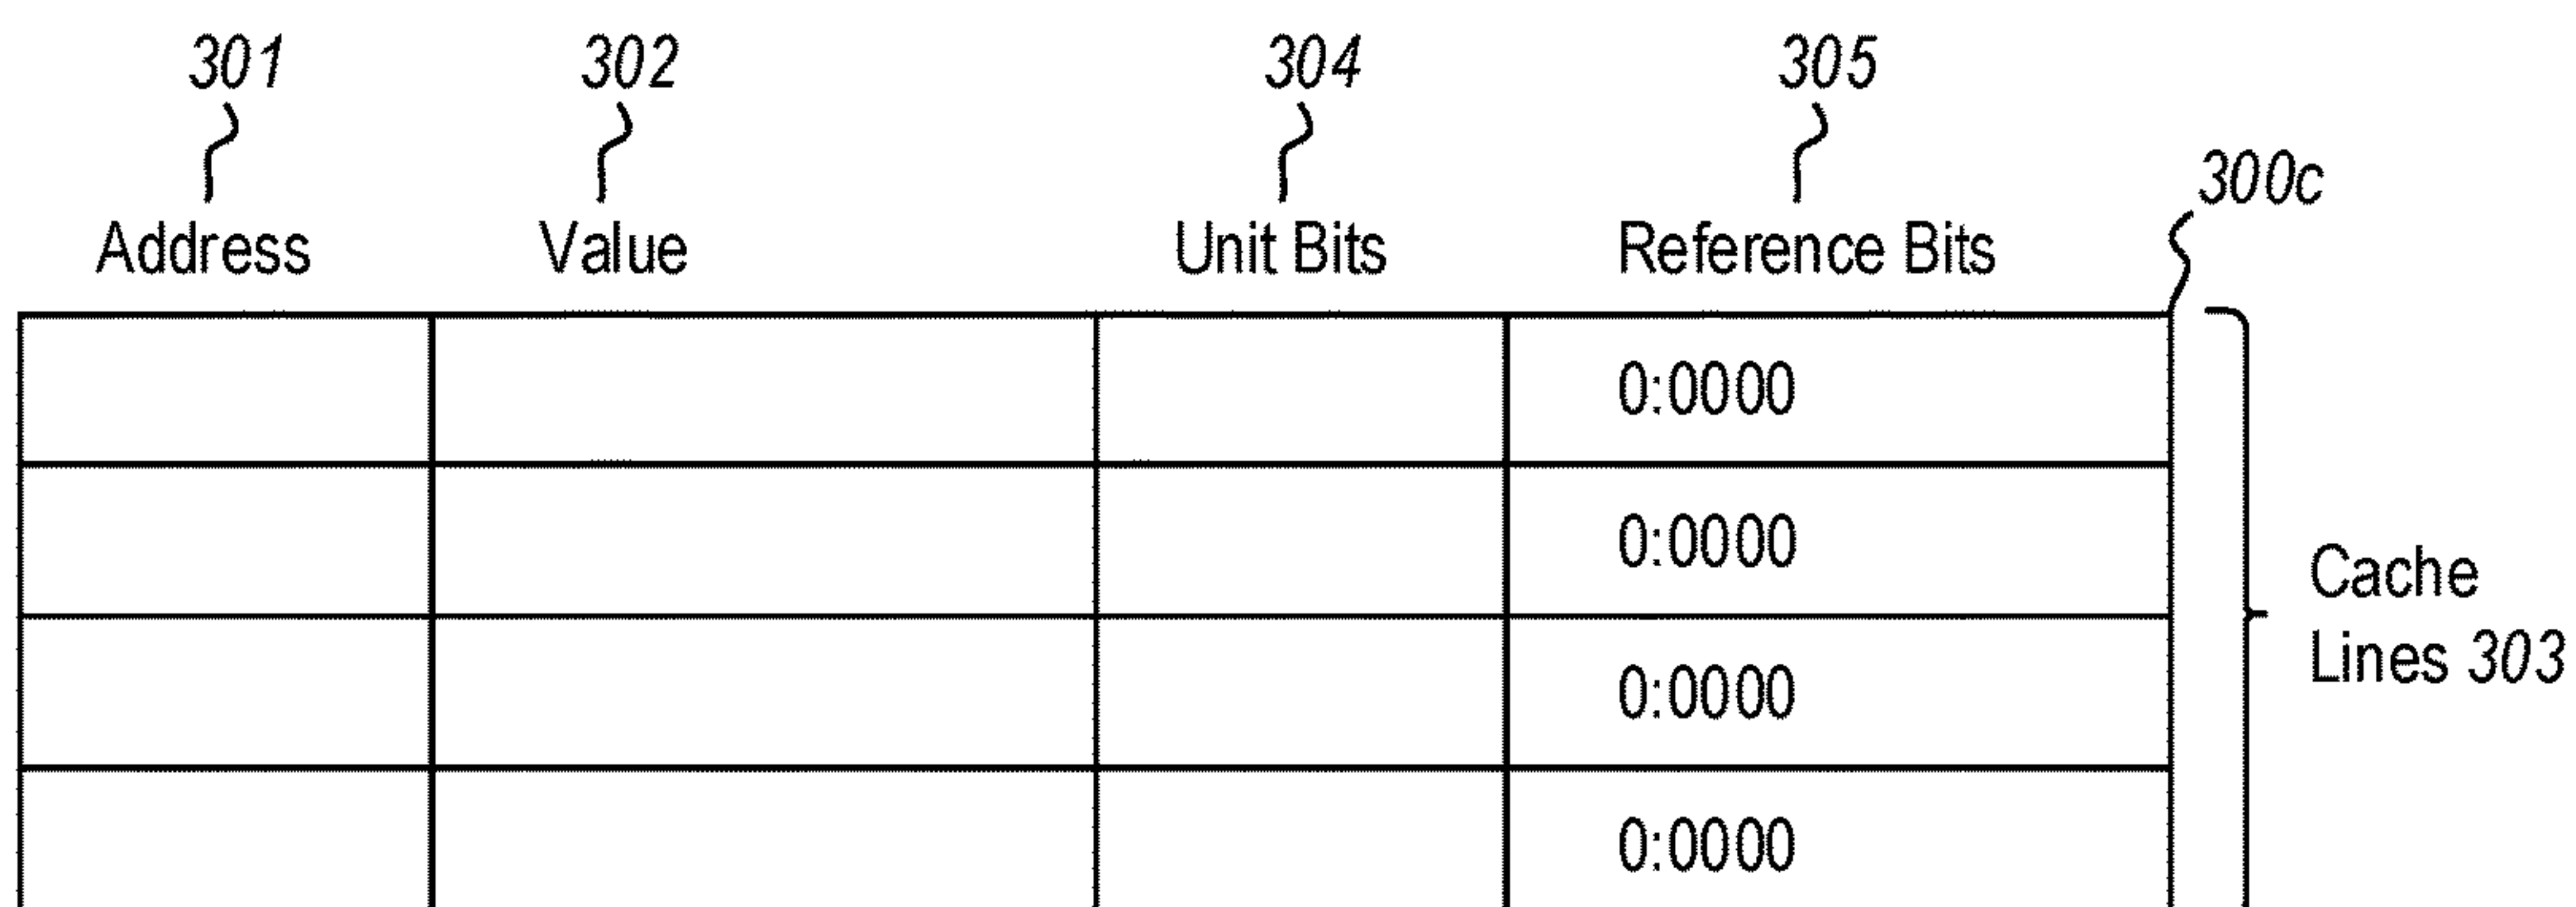 301 302 304 305
300c
Address Value Unit Bits Reference Bits
0:0000
0:0000
Cache
Lines 303
0:0000
0:0000